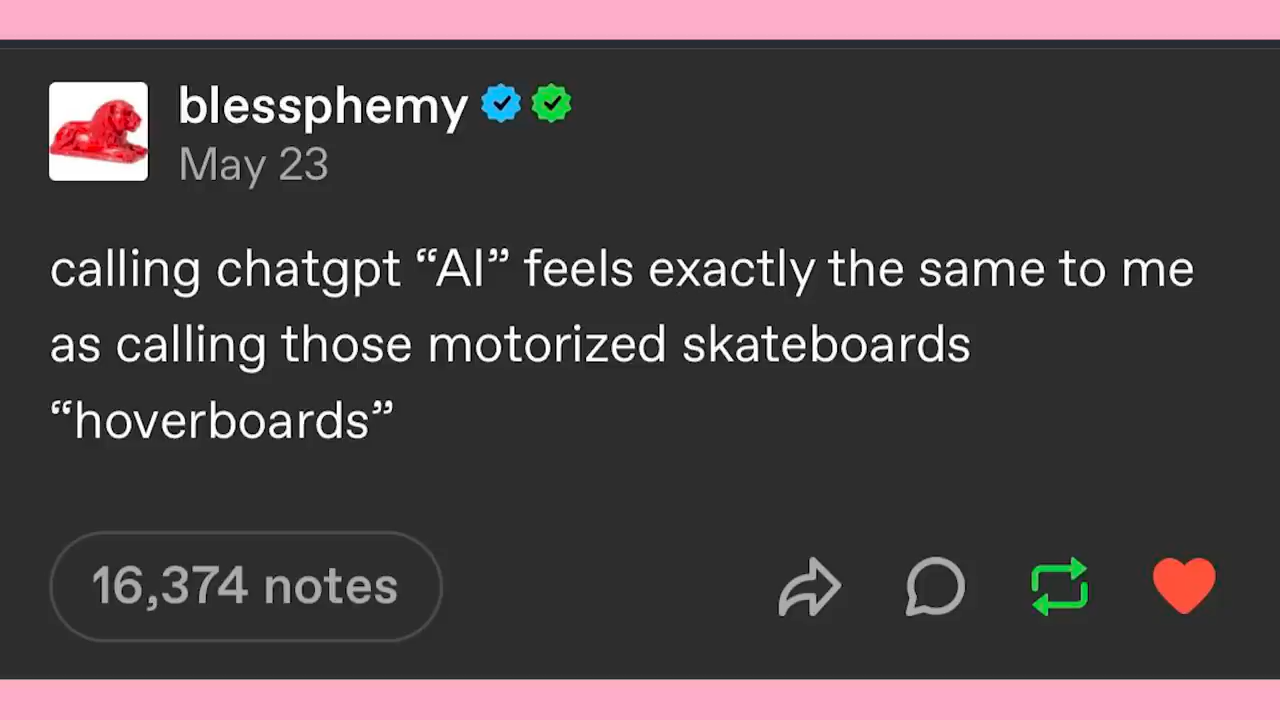 blessphemy
May 23
calling chatgpt “AI” feels exactly the same to me
as calling those motorized skateboards
“hoverboards”
16,374 notes